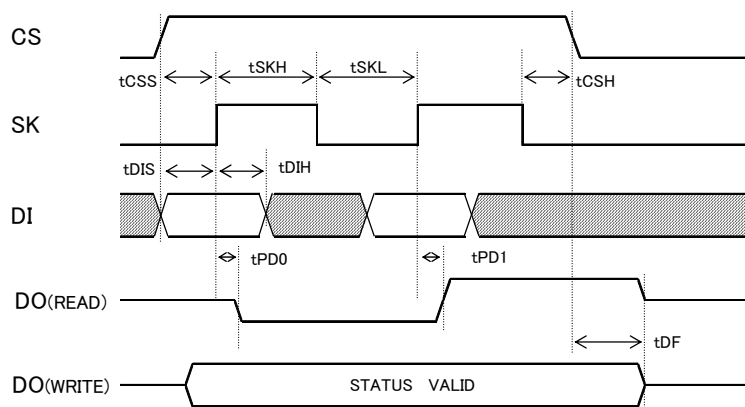 CS
tCSS tSKH tSKL tCSH
SK
tDIS tDIH
DI
tPD0 tPD1
DO(READ)
tDF
DO(WRITE) STATUS VALID